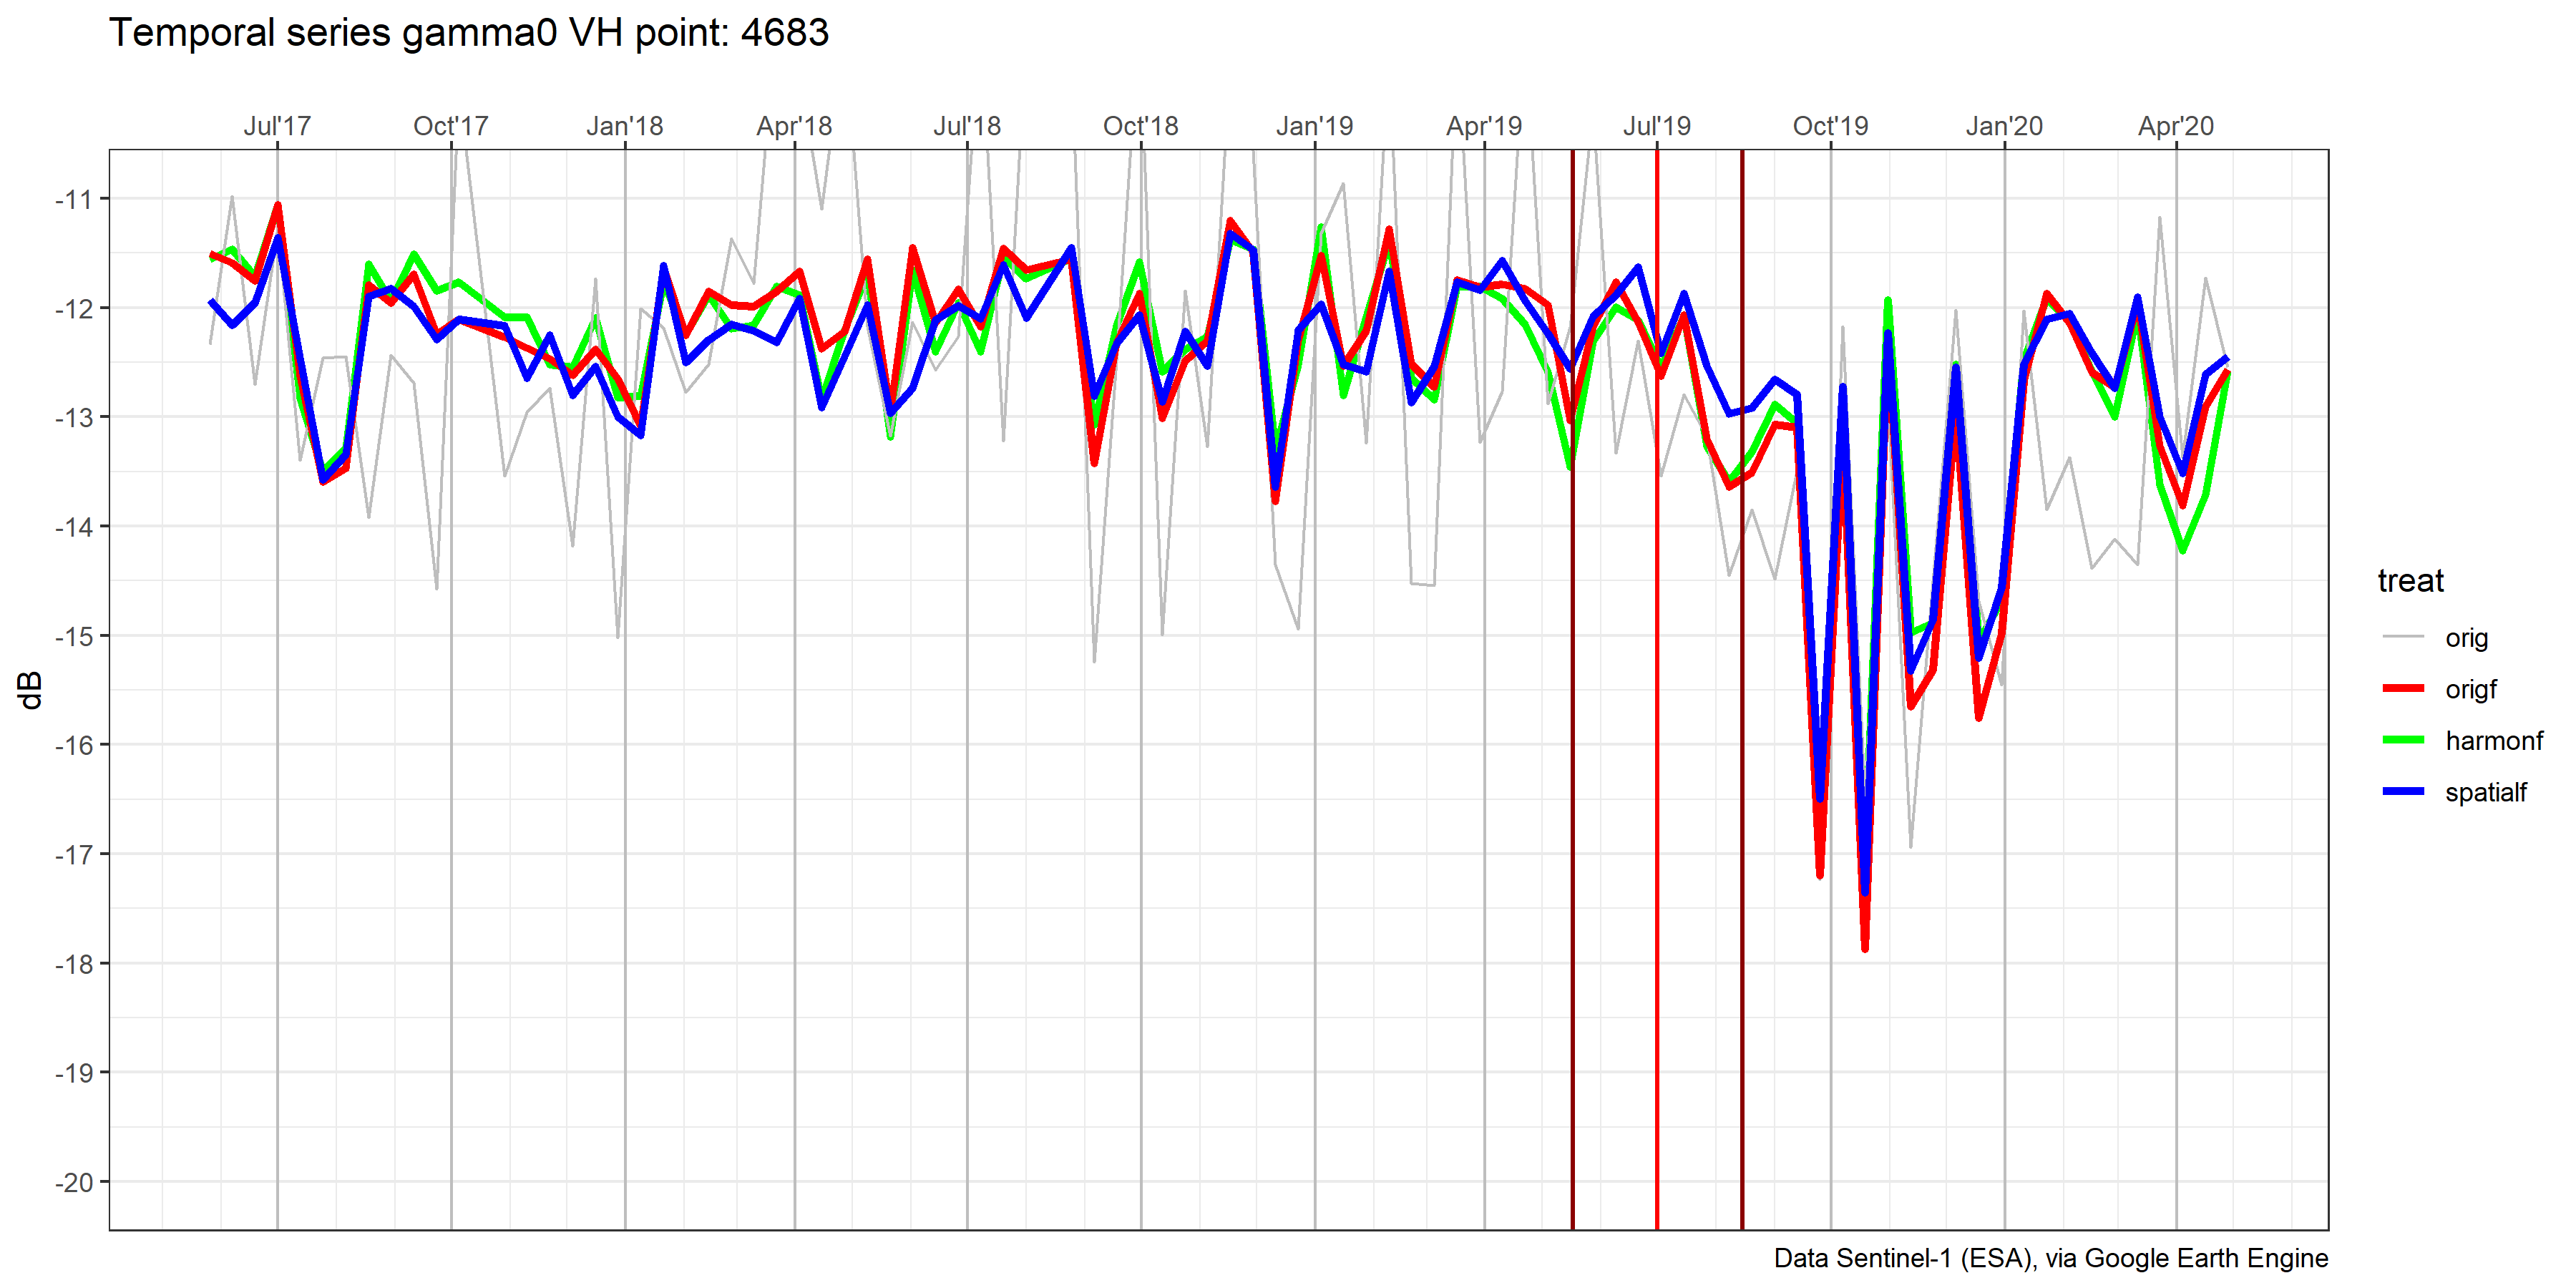 Temporal series gamma0 VH point: 4683
Jul'17 Oct'17 Jan'18 Apr'18 Jul'18 Oct'18 Jan'19 Apr'19 Jul'19 Oct'19 Jan'20 Apr'20
-11
-12
-13
-14
-15
-16
-17
-18
-19
-20
dB
treat
orig
origf
harmonf
spatialf
Data Sentinel-1 (ESA), via Google Earth Engine